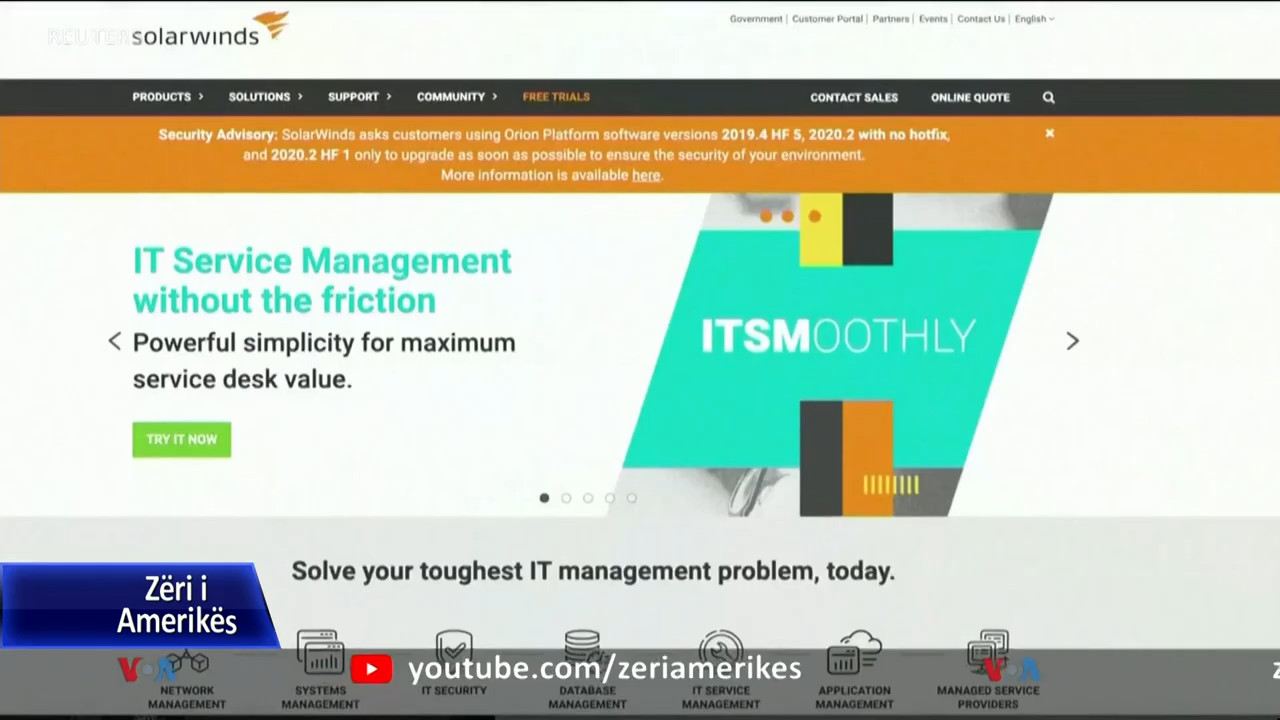 REUTERS
solarwinds
Government | Customer Portal | Partners | Events | Contact Us | English
PRODUCTS > SOLUTIONS > SUPPORT > COMMUNITY > FREE TRIALS CONTACT SALES ONLINE QUOTE
Security Advisory: SolarWinds asks customers using Orion Platform software versions 2019.4 HF 5, 2020.2 with no hotfix,
and 2020.2 HF 1 only to upgrade as soon as possible to ensure the security of your environment.
More information is available here.
IT Service Management
without the friction
Powerful simplicity for maximum
service desk value.
TRY IT NOW
ITSMOOTHLY
Solve your toughest IT management problem, today.
Zëri i
Amerikës
VOA youtube.com/zeriamerikes VOA
NETWORK
MANAGEMENT
SYSTEMS
MANAGEMENT
IT SECURITY
DATABASE
MANAGEMENT
IT SERVICE
MANAGEMENT
APPLICATION
MANAGEMENT
MANAGED SERVICE
PROVIDERS